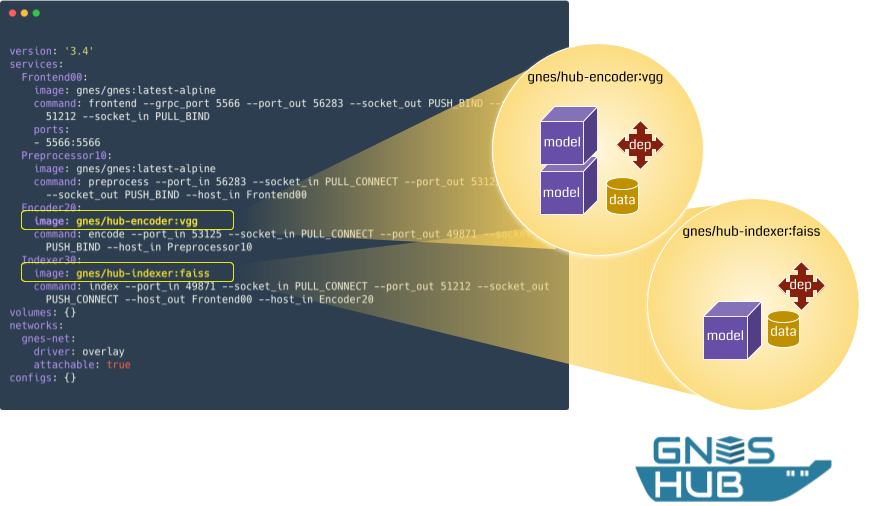 version: '3.4'
services:
Frontend00:
image: gnes/gnes:latest-alpine
command: frontend --grpc_port 5566 --port_out 56283 --socket_out PUSH_BIND --
51212 --socket_in PULL_BIND
ports:
- 5566:5566
Preprocessor10:
image: gnes/gnes:latest-alpine
command: preprocess --port_in 56283 --socket_in PULL_CONNECT --port_out 5312
--socket_out PUSH_BIND --host_in Frontend00
Encoder20:
image: gnes/hub-encoder:vgg
command: encode --port_in 53125 --socket_in PULL_CONNECT --port_out 49871 --socket
PUSH_BIND --host_in Preprocessor10
Indexer30:
image: gnes/hub-indexer:faiss
command: index --port_in 49871 --socket_in PULL_CONNECT --port_out 51212 --socket_out
PUSH_CONNECT --host_out Frontend00 --host_in Encoder20
volumes: {}
networks:
gnes-net:
driver: overlay
attachable: true
configs: {}
gnes/hub-encoder:vgg
model
model
dep
data
gnes/hub-indexer:faiss
dep
model
data
GNES
HUB